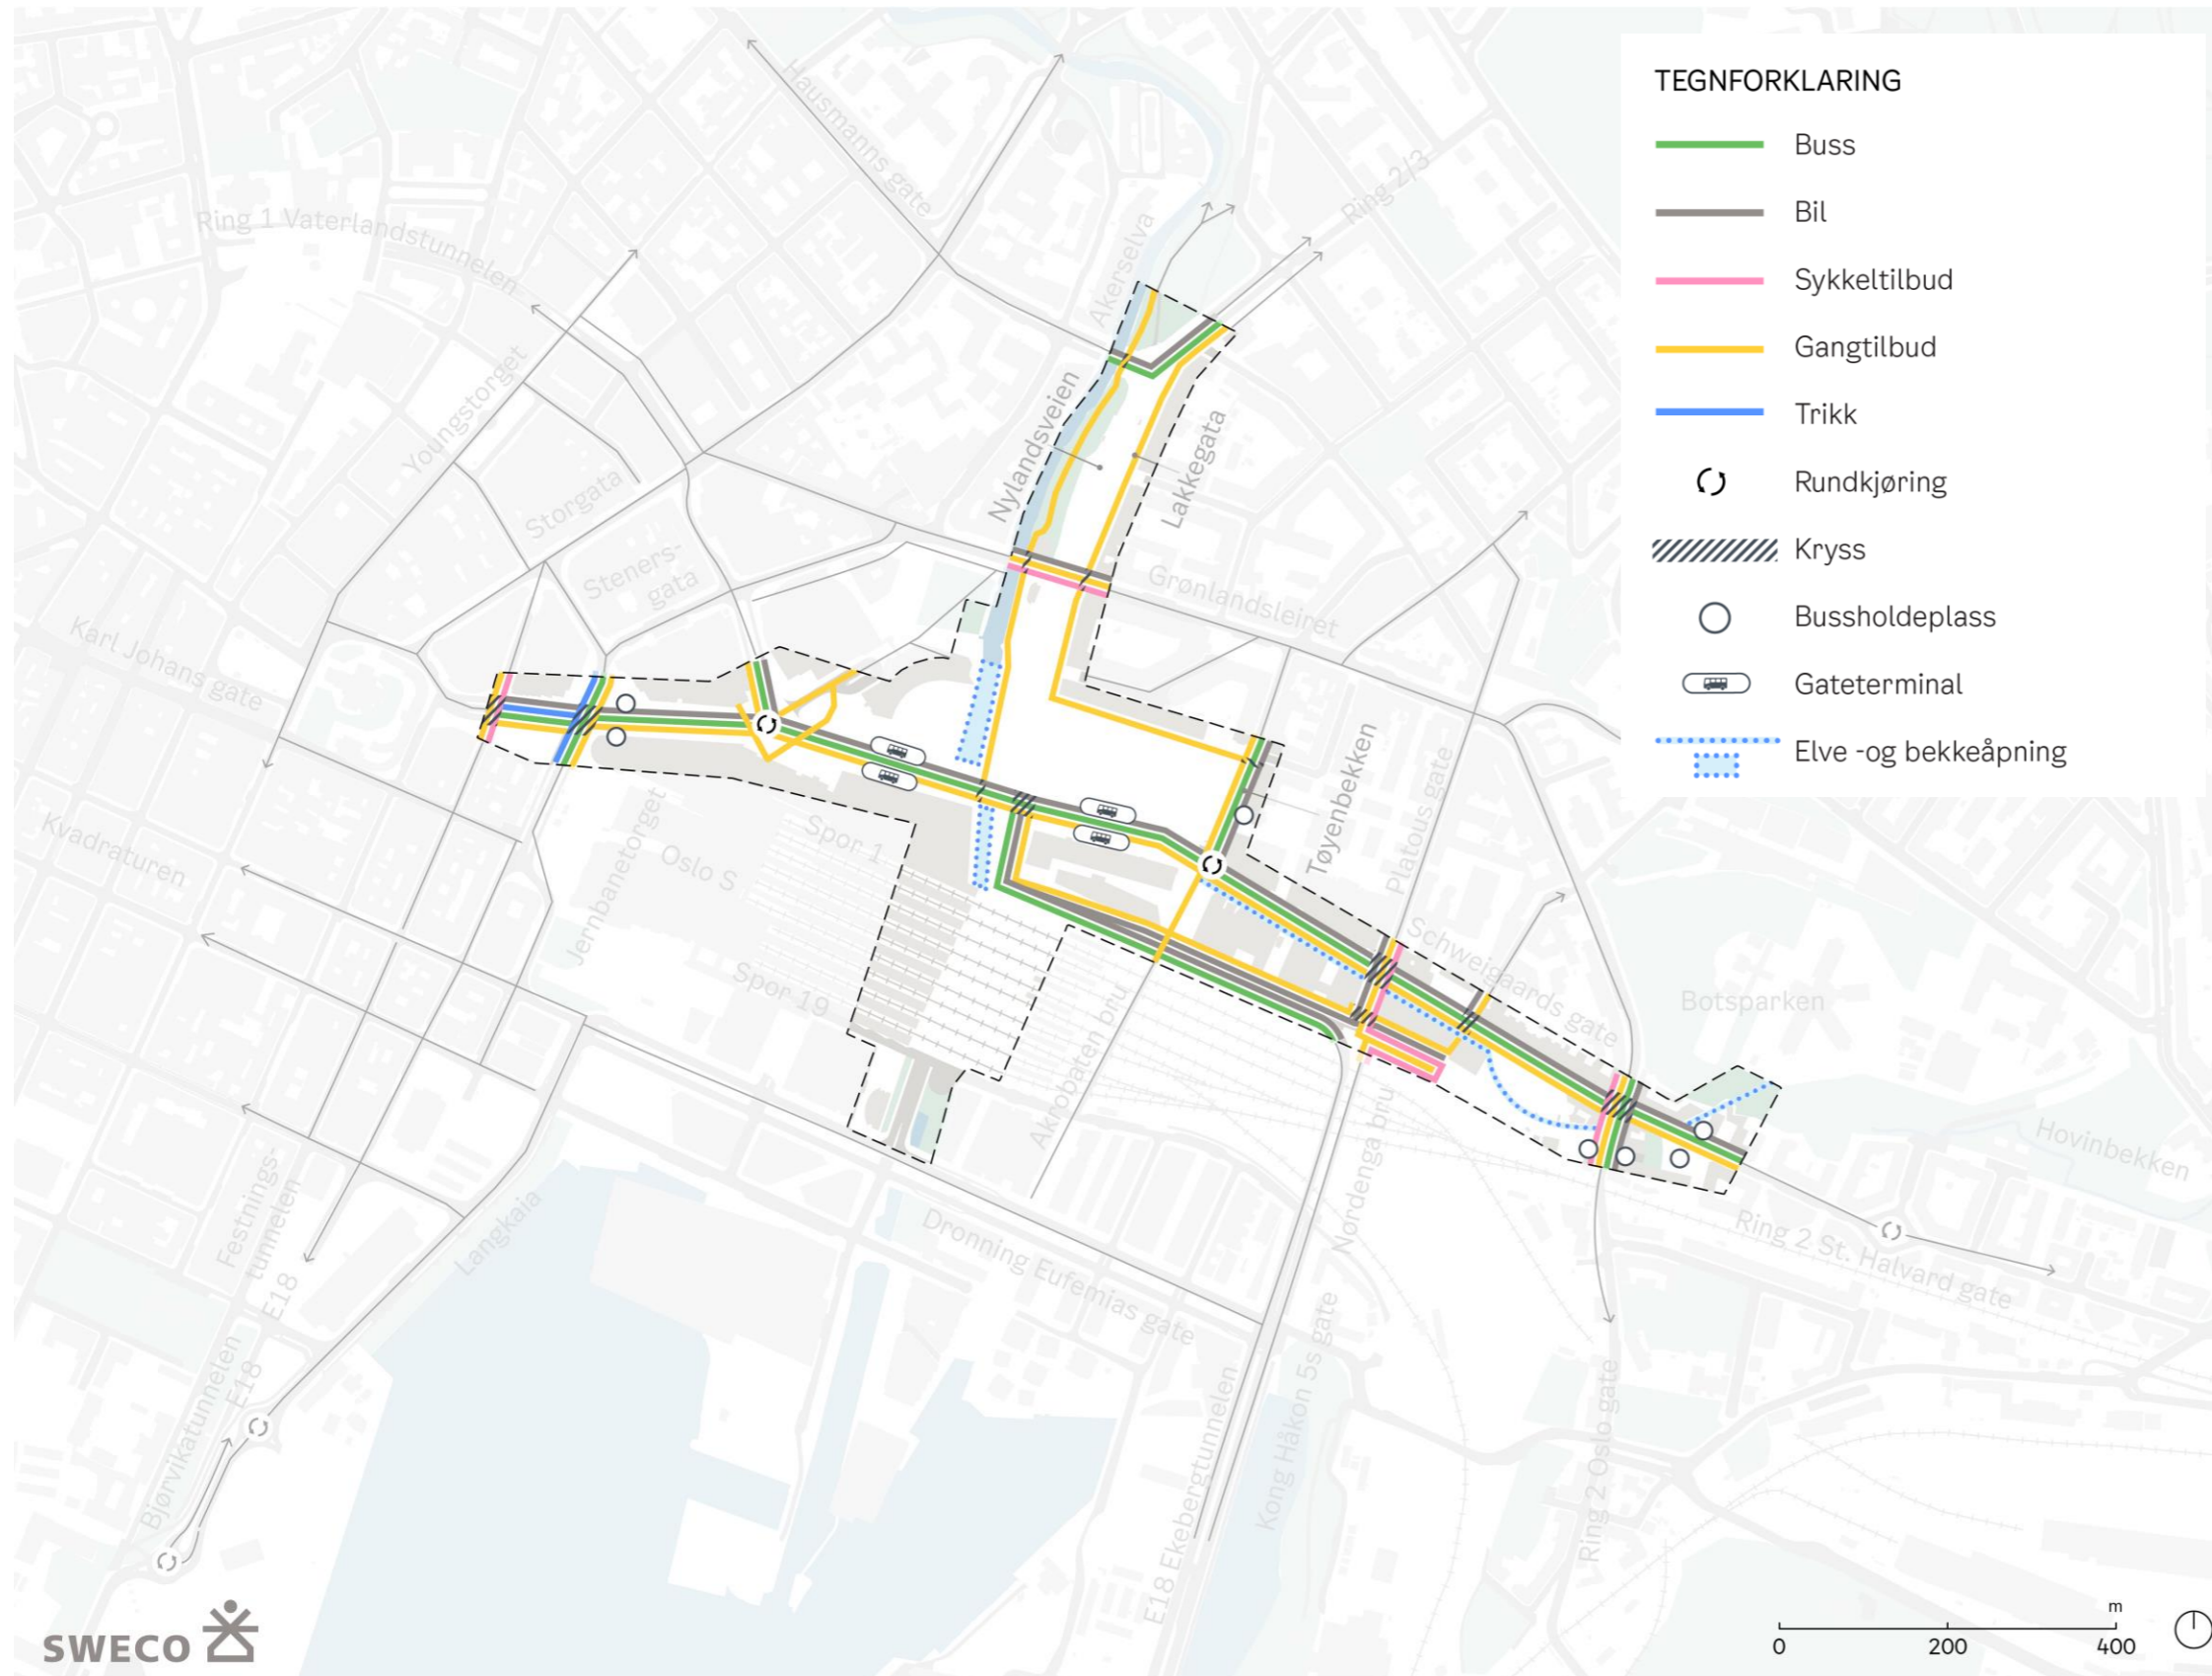 TEGNFORKLARING
Buss
Bil
Sykkeltilbud
Gangtilbud
Trikk
Rundkjøring
Kryss
Bussholdeplass
Gateterminal
Elve -og bekkeåpning
Hausmanns gate
Ring 2/3
Ring 1 Vaterlandstunnelen
Akerselva
Youngstorget
Nylandsveien
Lakkegata
Storgata
Steners-
gata
Grønlandsleiret
Karl Johans gate
Tøyenbekken
Platous gate
Kvadraturen
Jernbanetorget
Spor 1
Oslo S
Spor 19
Schweigaards gate
Botsparken
Akrobaten bru
Nordenga bru
Hovinbekken
Festnings-
tunnelen
E18
Langkaia
Dronning Eufemias gate
Ring 2 St. Halvard gate
Bjørvikatunnelen
E18
E18 Ekebergtunnelen
Kong Håkon 5s gate
Ring 2 Oslo gate
SWECO
m
0
200
400